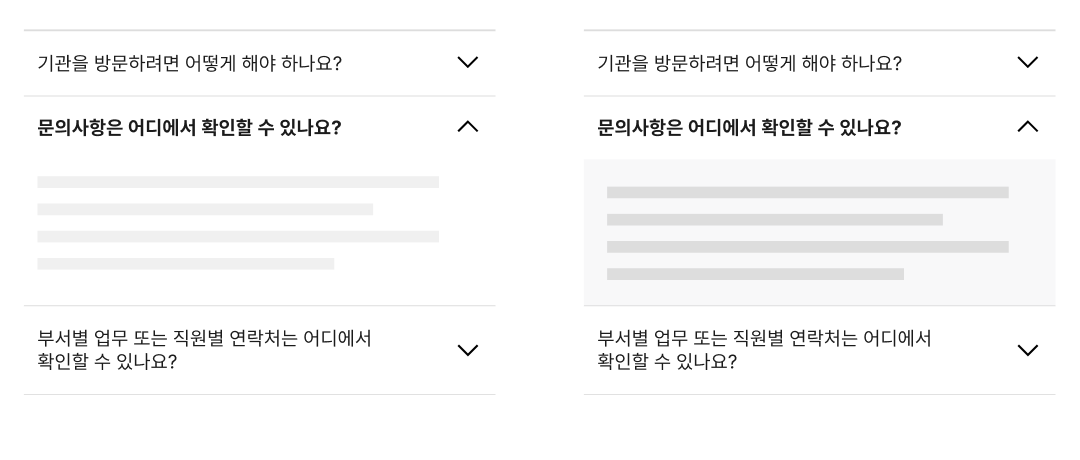 기관을 방문하려면 어떻게 해야 하나요?
문의사항은 어디에서 확인할 수 있나요?
부서별 업무 또는 직원별 연락처는 어디에서
확인할 수 있나요?
기관을 방문하려면 어떻게 해야 하나요?
문의사항은 어디에서 확인할 수 있나요?
부서별 업무 또는 직원별 연락처는 어디에서
확인할 수 있나요?